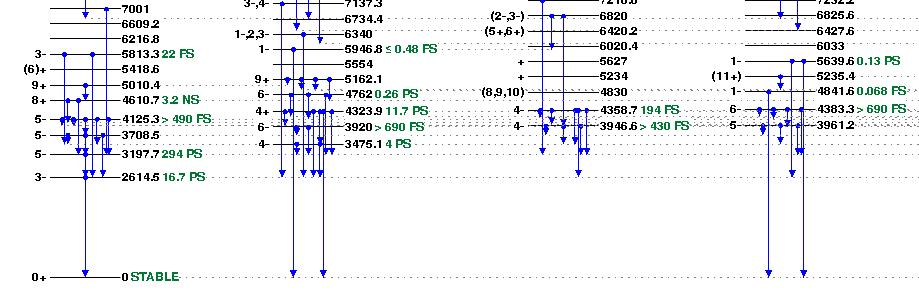 7001
6609.2
6216.8
3- 5813.3 22 FS
(6)+ 5418.6
9+ 5010.4
8+ 4610.7 3.2 NS
5 4125.3 > 490 FS
5 3708.5
5- 3197.7 294 PS
3- 2614.5 16.7 PS
0+ 0 STABLE
3-,4 7137.3
6734.4
1-,2,3 6340
1- 5946.8 ≤ 0.48 FS
5554
9+ 5162.1
6 4762 0.26 PS
4+ 4323.9 11.7 PS
6 3920 > 690 FS
4 3475.1 4 PS
(2-,3-) 6820
(5+,6+) 6420.2
6020.4
+ 5627
+ 5234
(8,9,10) 4830
4- 4358.7 194 FS
4 3946.6 > 430 FS
7232.2
6825.6
6427.6
6033
1- 5639.6 0.13 PS
(11+) 5235.4
1 4841.6 0.068 FS
6 4383.3 > 690 FS
5 3961.2